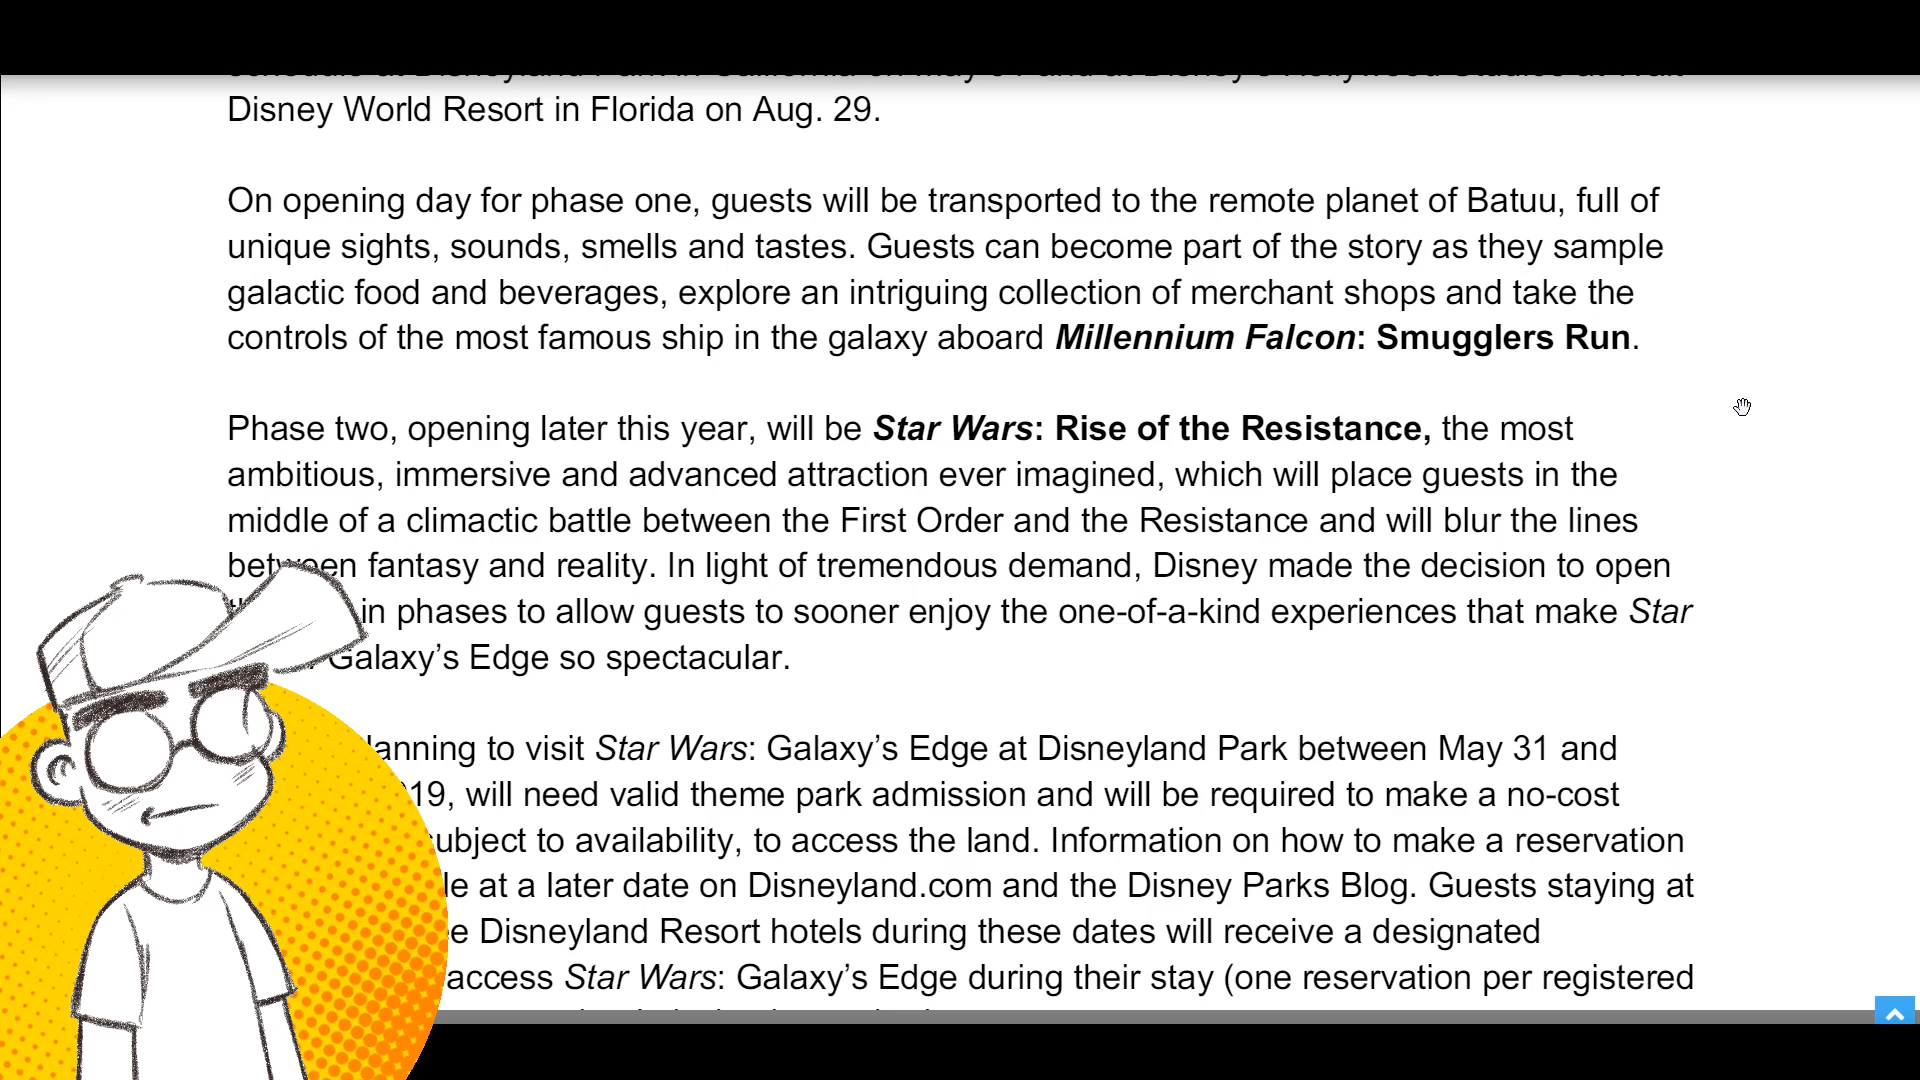 Disney World Resort in Florida on Aug. 29.
On opening day for phase one, guests will be transported to the remote planet of Batuu, full of
unique sights, sounds, smells and tastes. Guests can become part of the story as they sample
galactic food and beverages, explore an intriguing collection of merchant shops and take the
controls of the most famous ship in the galaxy aboard Millennium Falcon: Smugglers Run.
Phase two, opening later this year, will be Star Wars: Rise of the Resistance, the most
ambitious, immersive and advanced attraction ever imagined, which will place guests in the
middle of a climactic battle between the First Order and the Resistance and will blur the lines
between fantasy and reality. In light of tremendous demand, Disney made the decision to open
in phases to allow guests to sooner enjoy the one-of-a-kind experiences that make Star
Galaxy’s Edge so spectacular.
to visit Star Wars: Galaxy’s Edge at Disneyland Park between May 31 and
will need valid theme park admission and will be required to make a no-cost
to availability, to access the land. Information on how to make a reservation
at a later date on Disneyland.com and the Disney Parks Blog. Guests staying at
Disneyland Resort hotels during these dates will receive a designated
access Star Wars: Galaxy’s Edge during their stay (one reservation per registered